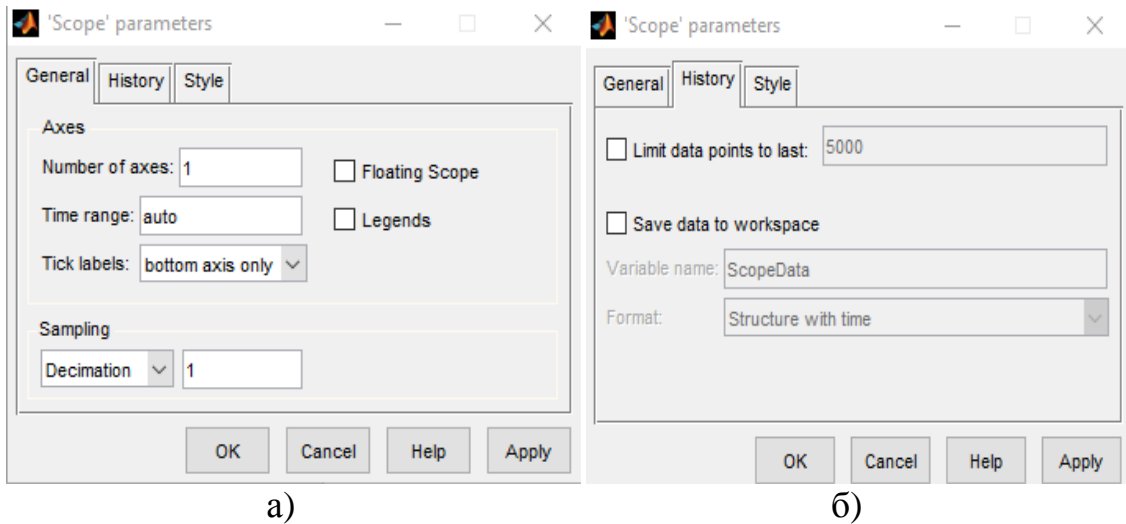 'Scope' parameters
General History Style
Axes
Number of axes: 1
Floating Scope
Time range: auto
Legends
Tick labels: bottom axis only
Sampling
Decimation 1
OK Cancel Help Apply
а)
'Scope' parameters
General History Style
Limit data points to last: 5000
Save data to workspace
Variable name: ScopeData
Format: Structure with time
OK Cancel Help Apply
б)